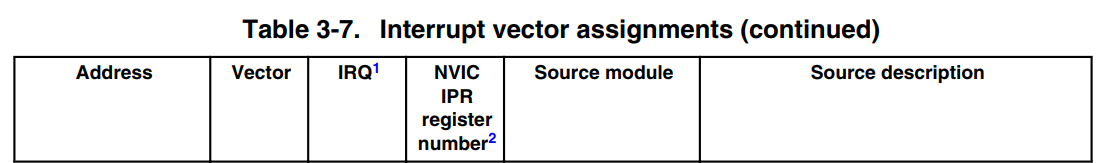 Table 3-7. Interrupt vector assignments (continued)
Address Vector IRQ1 NVIC Source module Source description
IPR
register
number2